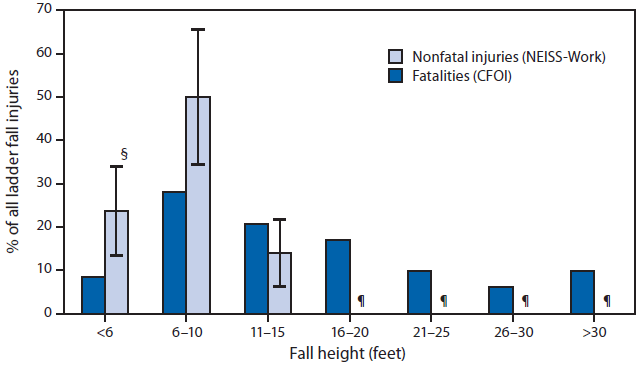 70
60
50
40
30
20
10
0
% of all ladder fall injuries
Nonfatal injuries (NEISS-Work)
Fatalities (CFOI)
§
¶ ¶ ¶ ¶
<6 6–10 11–15 16–20 21–25 26–30 >30
Fall height (feet)